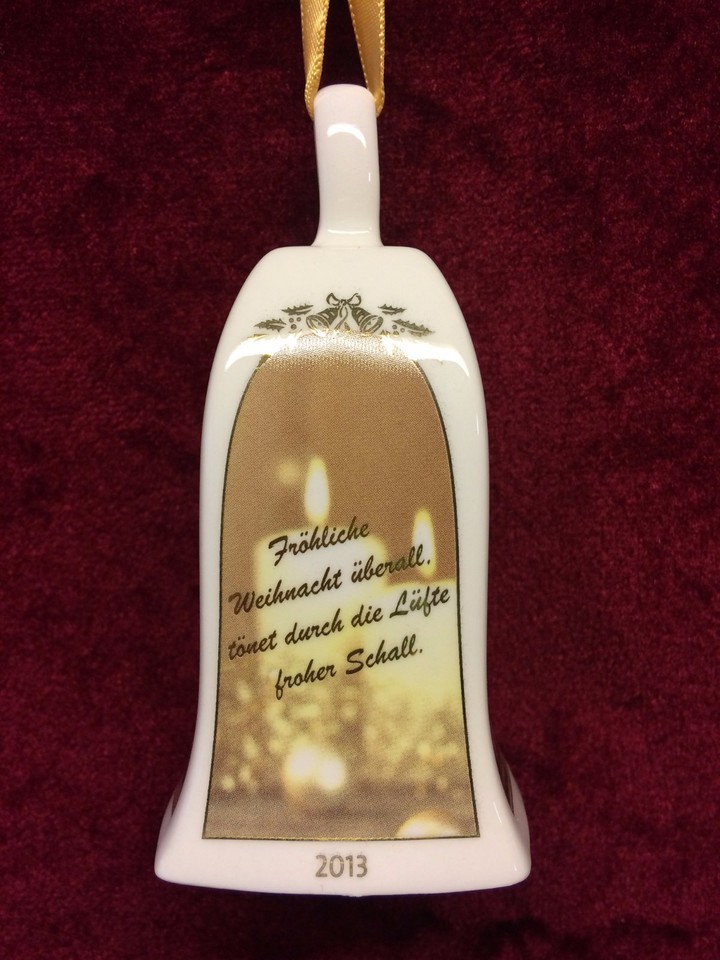 Fröhliche
Weihnacht überall,
tönet durch die Lüfte
froher Schall.
2013